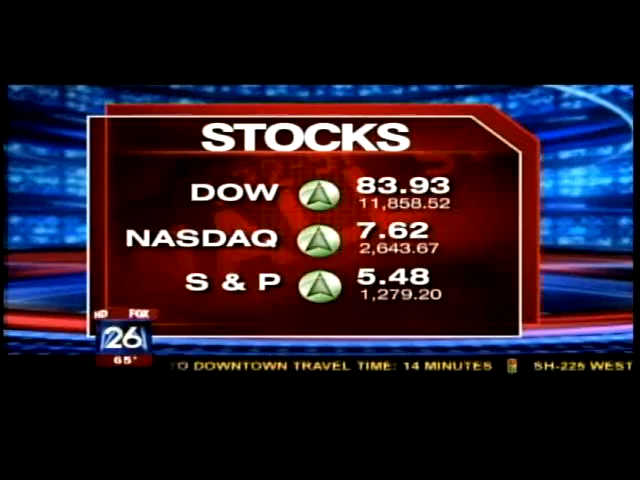 STOCKS
DOW 83.93
11,858.52
NASDAQ 7.62
2,643.67
S & P 5.48
1,279.20
HD FOX
26
65°
TO DOWNTOWN TRAVEL TIME: 14 MINUTES SH-225 WEST